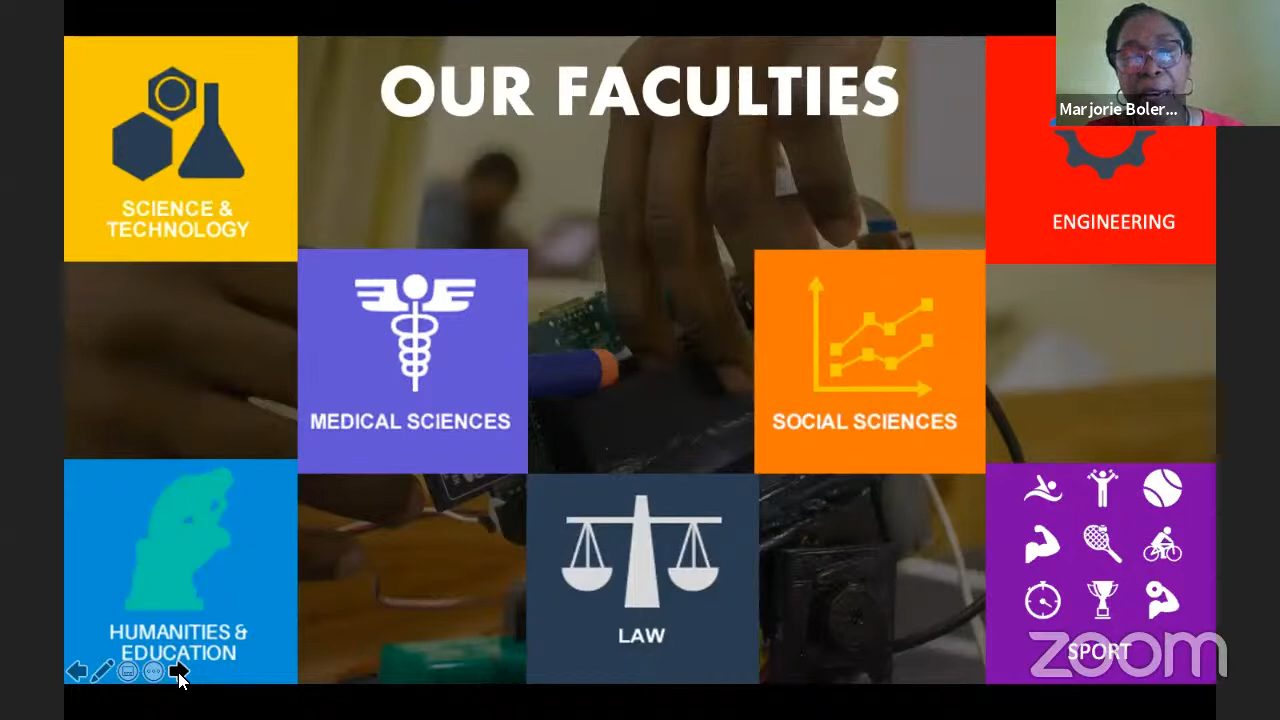 OUR FACULTIES
Marjorie Boler...
SCIENCE &
TECHNOLOGY
ENGINEERING
MEDICAL SCIENCES
SOCIAL SCIENCES
HUMANITIES &
EDUCATION
LAW
SPORT
zoom